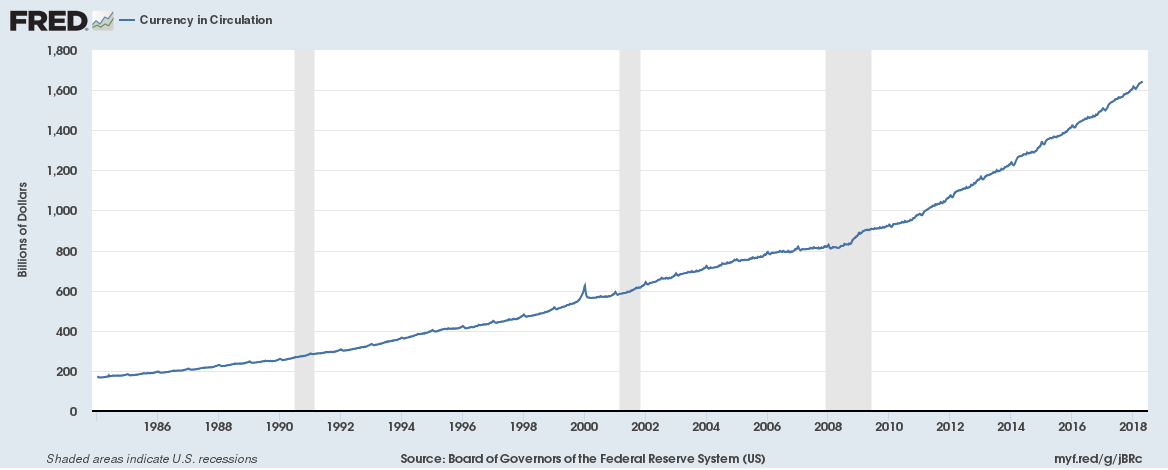 FRED
Currency in Circulation
1,800
1,600
1,400
1,200
1,000
800
600
400
200
0
Billions of Dollars
1986 1988 1990 1992 1994 1996 1998 2000 2002 2004 2006 2008 2010 2012 2014 2016 2018
Shaded areas indicate U.S. recessions
Source: Board of Governors of the Federal Reserve System (US)
myf.red/g/jBRc